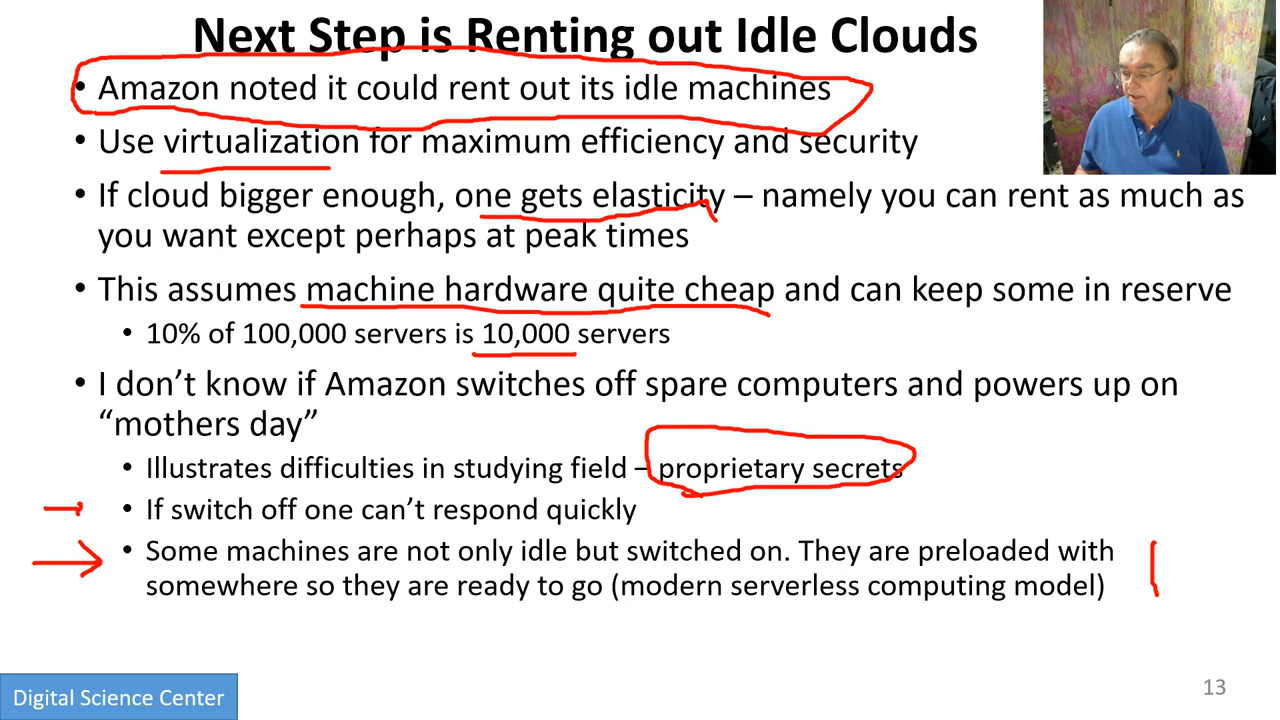 Next Step is Renting out Idle Clouds
• Amazon noted it could rent out its idle machines
• Use virtualization for maximum efficiency and security
• If cloud bigger enough, one gets elasticity – namely you can rent as much as
you want except perhaps at peak times
• This assumes machine hardware quite cheap and can keep some in reserve
• 10% of 100,000 servers is 10,000 servers
• I don’t know if Amazon switches off spare computers and powers up on
“mothers day”
• Illustrates difficulties in studying field – proprietary secrets
• If switch off one can’t respond quickly
• Some machines are not only idle but switched on. They are preloaded with
somewhere so they are ready to go (modern serverless computing model)
Digital Science Center
13